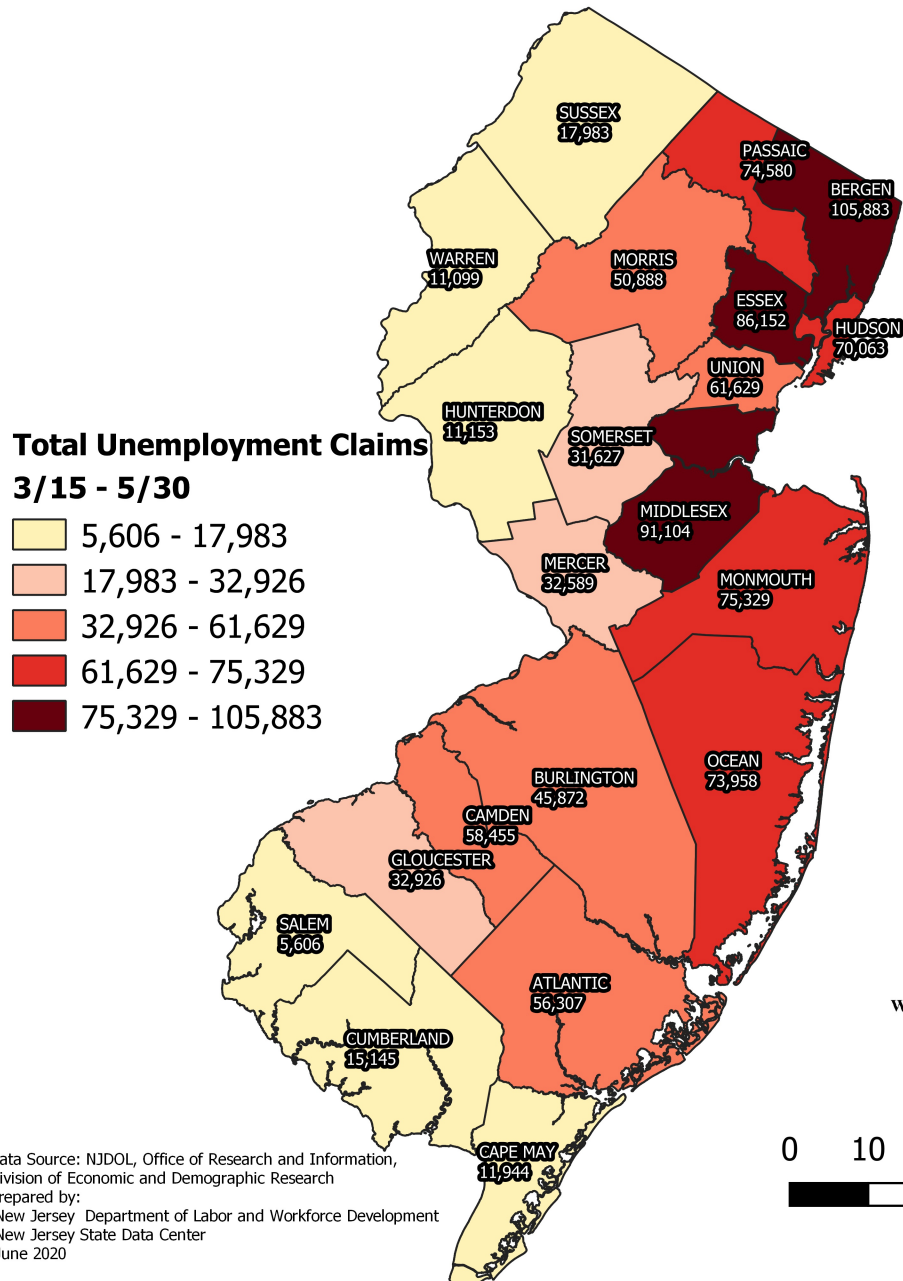 SUSSEX
17,983
PASSAIC
74,580
BERGEN
105,883
WARREN
11,099
MORRIS
50,888
ESSEX
86,152
HUDSON
70,063
UNION
61,629
HUNTERDON
11,153
SOMERSET
31,627
Total Unemployment Claims
3/15 - 5/30
5,606 - 17,983
17,983 - 32,926
32,926 - 61,629
61,629 - 75,329
75,329 - 105,883
MIDDLESEX
91,104
MERCER
32,589
MONMOUTH
75,329
OCEAN
73,958
BURLINGTON
45,872
CAMDEN
58,455
GLOUCESTER
32,926
SALEM
5,606
ATLANTIC
56,307
W
CUMBERLAND
15,145
CAPE MAY
11,944
0 10
ata Source: NJDOL, Office of Research and Information,
ivision of Economic and Demographic Research
repared by:
New Jersey Department of Labor and Workforce Development
New Jersey State Data Center
une 2020